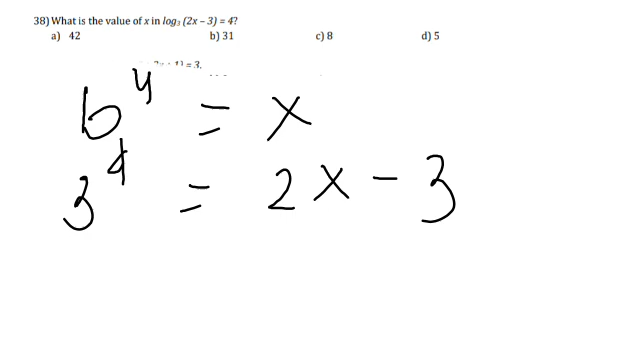 38) What is the value of x in log₃ (2x – 3) = 4?
a) 42 b) 31 c) 8 d) 5
= 3.
b^y = x
3^4 = 2x - 3